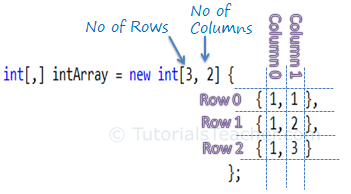 No of Rows
No of
Columns
Column 0
Column 1
int[,] intArray = new int[3, 2] {
Row 0 { 1, 1 },
Row 1 { 1, 2 },
© TutorialsTeacher
Row 2 { 1, 3 }
};